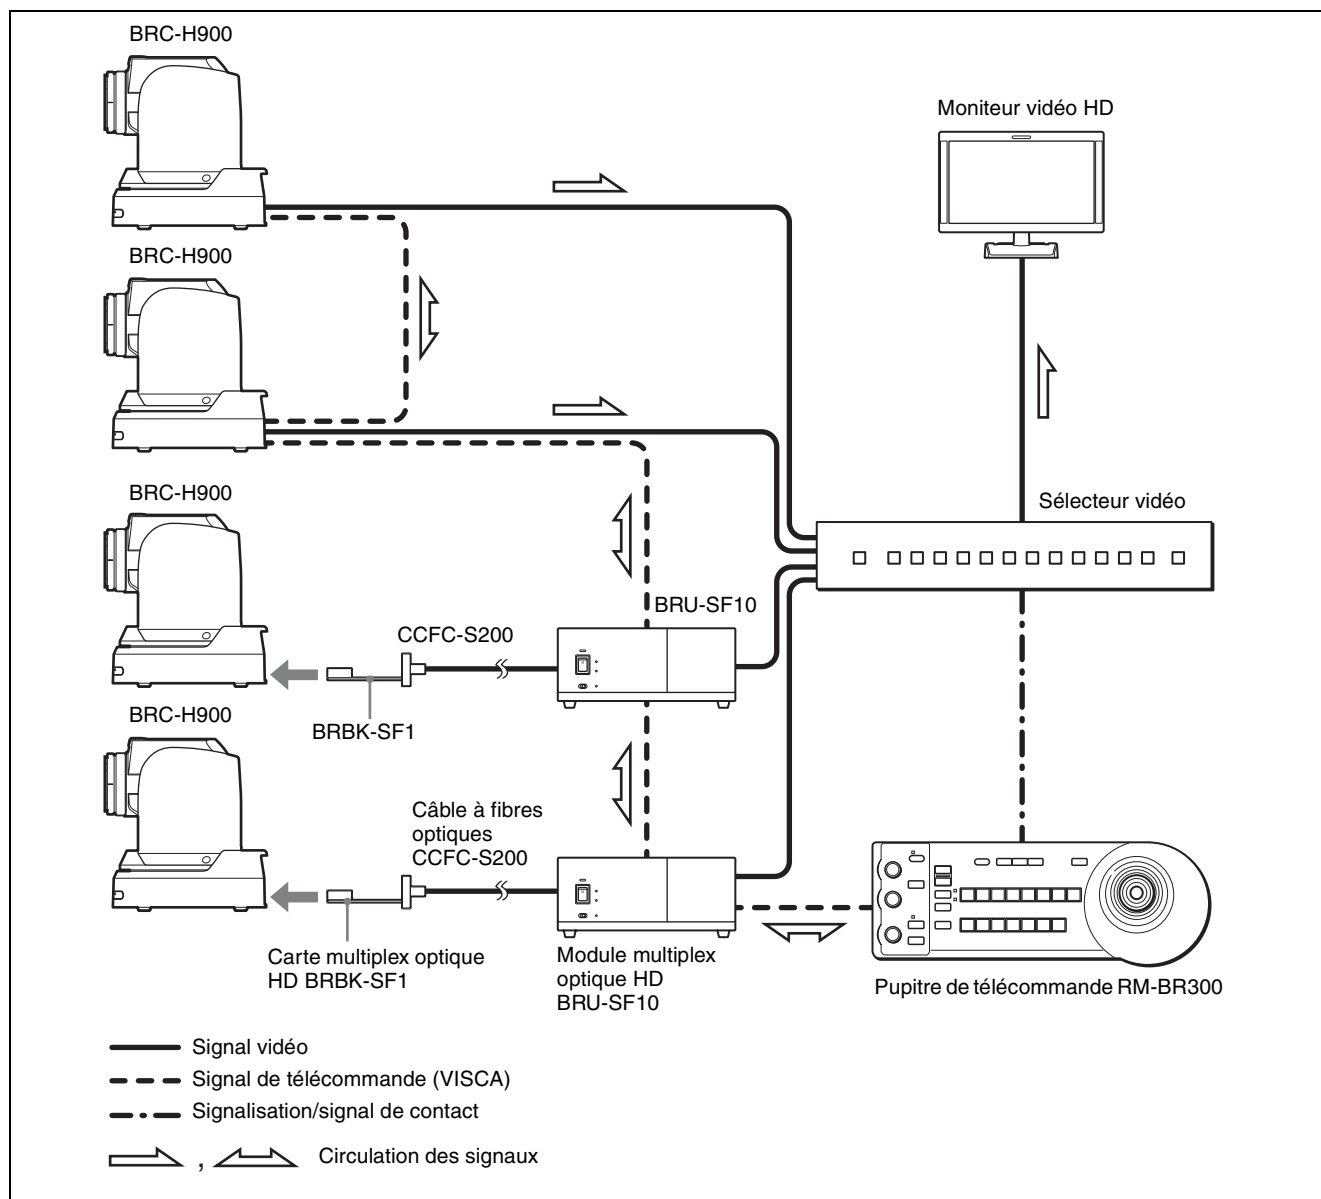 BRC-H900
Moniteur vidéo HD
BRC-H900
BRC-H900
Sélecteur vidéo
BRU-SF10
CCFC-S200
BRBK-SF1
BRC-H900
Câble à fibres
optiques
CCFC-S200
Carte multiplex optique
HD BRBK-SF1
Module multiplex
optique HD
BRU-SF10
Pupitre de télécommande RM-BR300
Signal vidéo
Signal de télécommande (VISCA)
Signalisation/signal de contact
, Circulation des signaux